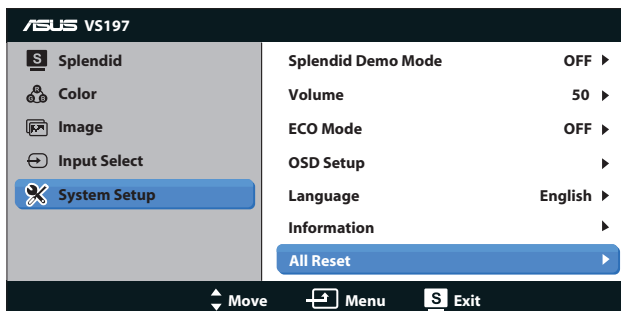 ASUS VS197
S Splendid
Color
Image
Input Select
System Setup
Splendid Demo Mode OFF
Volume 50
ECO Mode OFF
OSD Setup
Language English
Information
All Reset
Move Menu S Exit